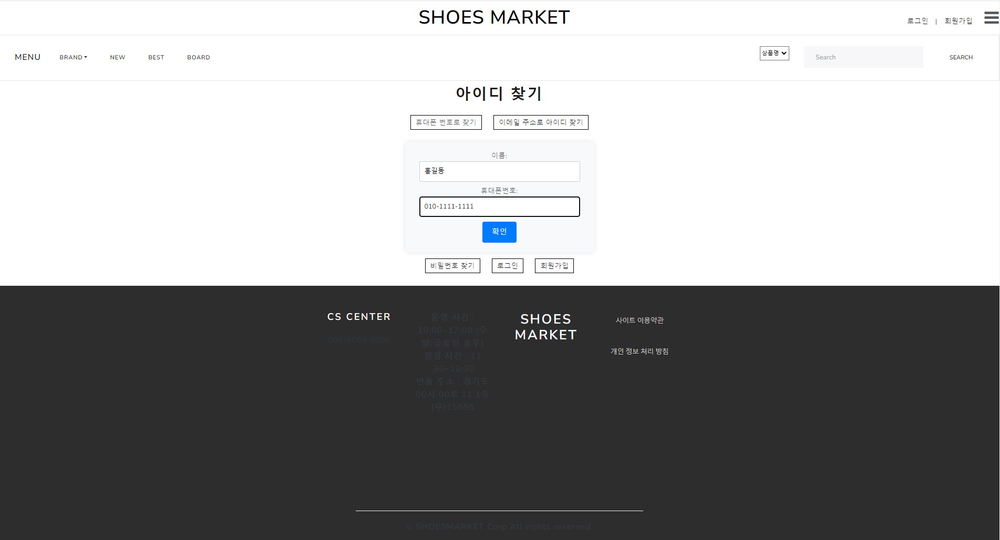 SHOES MARKET
로그인 | 회원가입
MENU BRAND NEW BEST BOARD 상품명 Search SEARCH
아이디 찾기
휴대폰 번호로 찾기 이메일 주소로 아이디 찾기
이름:
홍길동
휴대폰번호:
010-1111-1111
확인
비밀번호 찾기 로그인 회원가입
CS CENTER
080-0000-0000
운영 시간 :
10:00~17:00 (주
말/공휴일 휴무)
점심 시간 : 11
:30~12:30
반품 주소 : 경기도
00시 00로 11 1층
(우)15555
SHOES
MARKET
사이트 이용약관
개인 정보 처리 방침
© SHOESMARKET Corp All rights reserved.